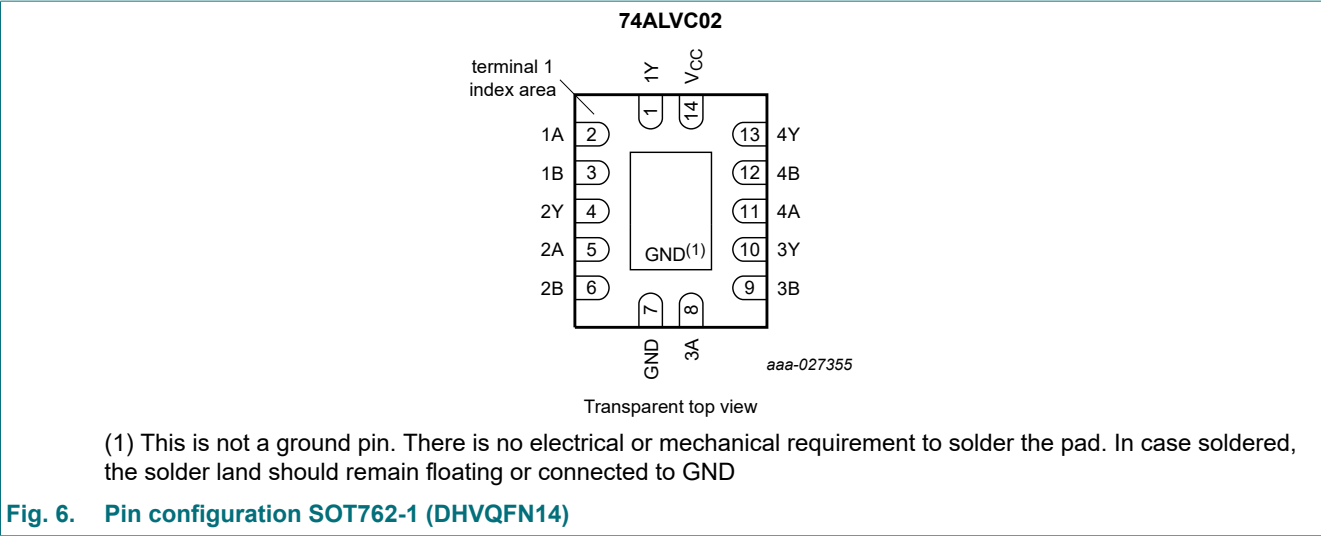 74ALVC02
terminal 1
index area
1Y
VCC
1
14
1A 2
13 4Y
1B 3
12 4B
2Y 4
11 4A
2A 5
GND(1)
10 3Y
2B 6
9 3B
7
8
GND
3A
aaa-027355
Transparent top view
(1) This is not a ground pin. There is no electrical or mechanical requirement to solder the pad. In case soldered,
the solder land should remain floating or connected to GND
Fig. 6. Pin configuration SOT762-1 (DHVQFN14)